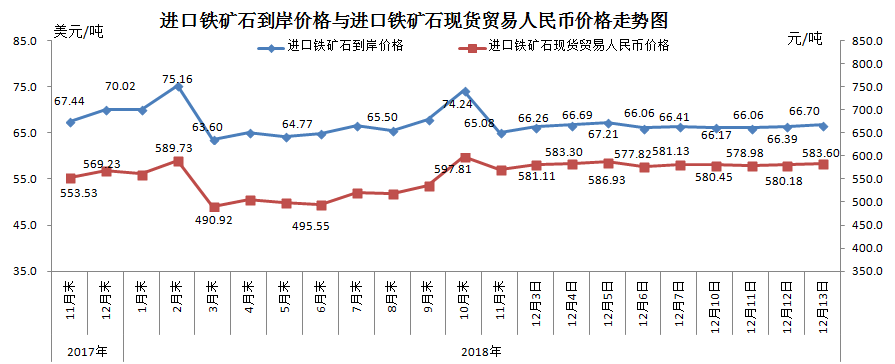 进口铁矿石到岸价格与进口铁矿石现货贸易人民币价格走势图
美元/吨
元/吨
进口铁矿石到岸价格
进口铁矿石现货贸易人民币价格
85.0
75.0
65.0
55.0
45.0
35.0
850.0
800.0
750.0
700.0
650.0
600.0
550.0
500.0
450.0
400.0
350.0
67.44
70.02
75.16
63.60
64.77
65.50
74.24
65.08
66.26
66.69
67.21
66.06
66.41
66.17
66.06
66.39
66.70
553.53
569.23
589.73
490.92
495.55
597.81
581.11
583.30
586.93
577.82
581.13
580.45
578.98
580.18
583.60
11月末
12月末
1月末
2月末
3月末
4月末
5月末
6月末
7月末
8月末
9月末
10月末
11月末
12月3日
12月4日
12月5日
12月6日
12月7日
12月10日
12月11日
12月12日
12月13日
2017年
2018年